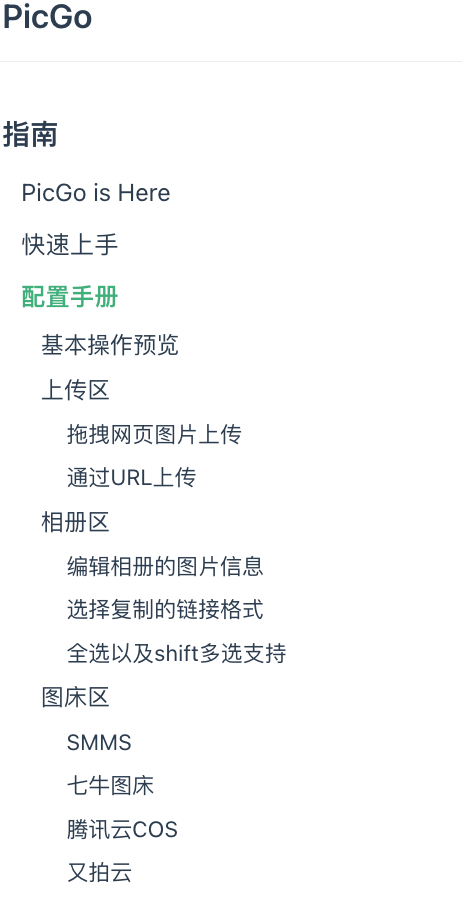 PicGo
指南
PicGo is Here
快速上手
配置手册
基本操作预览
上传区
拖拽网页图片上传
通过URL上传
相册区
编辑相册的图片信息
选择复制的链接格式
全选以及shift多选支持
图床区
SMMS
七牛图床
腾讯云COS
又拍云